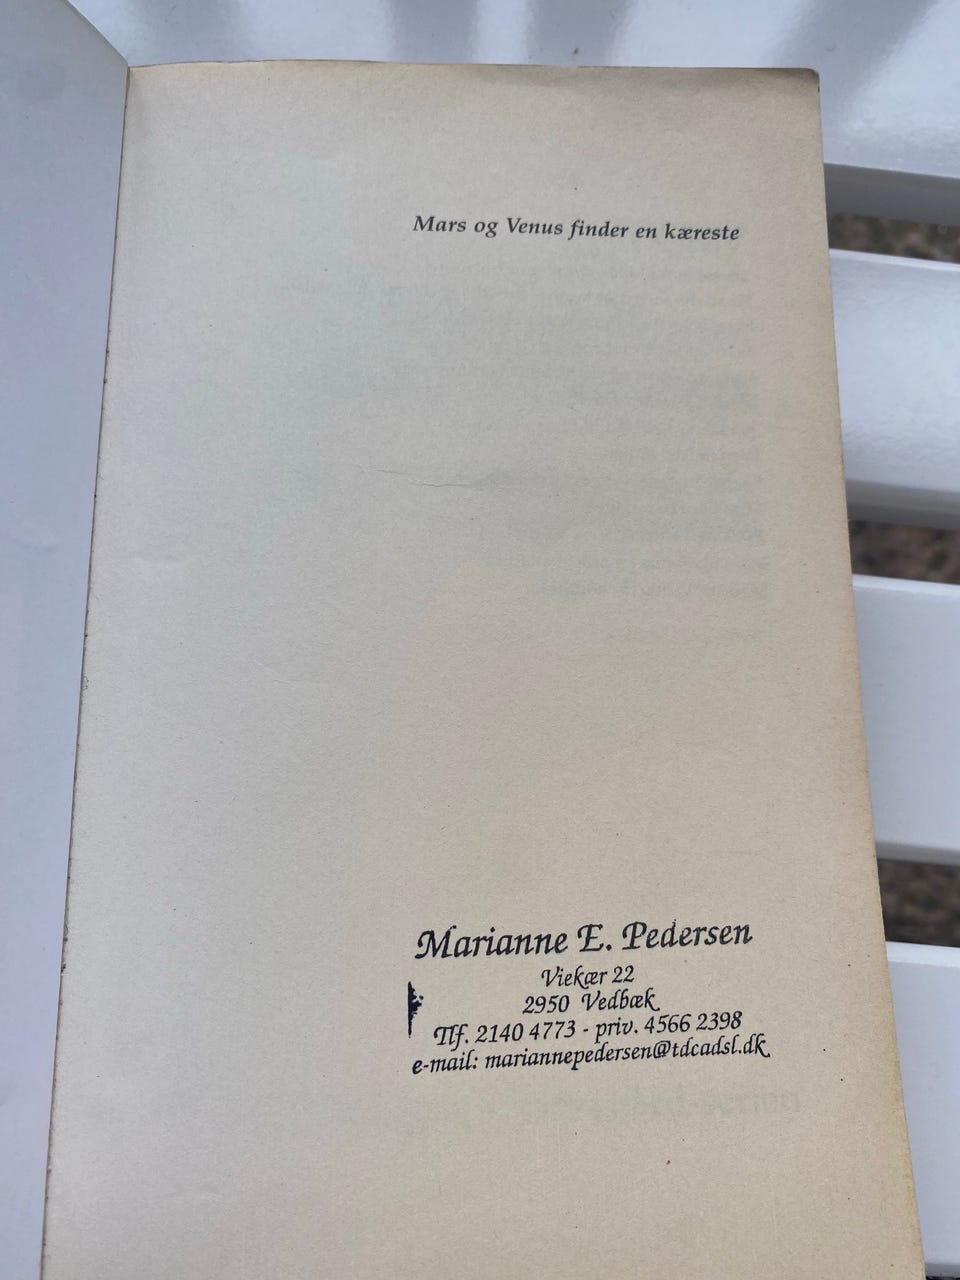 Mars og Venus finder en kæreste
Marianne E. Pedersen
Viekær 22
2950 Vedbæk
Tlf. 2140 4773 - priv. 4566 2398
e-mail: mariannepedersen@tdcadsl.dk